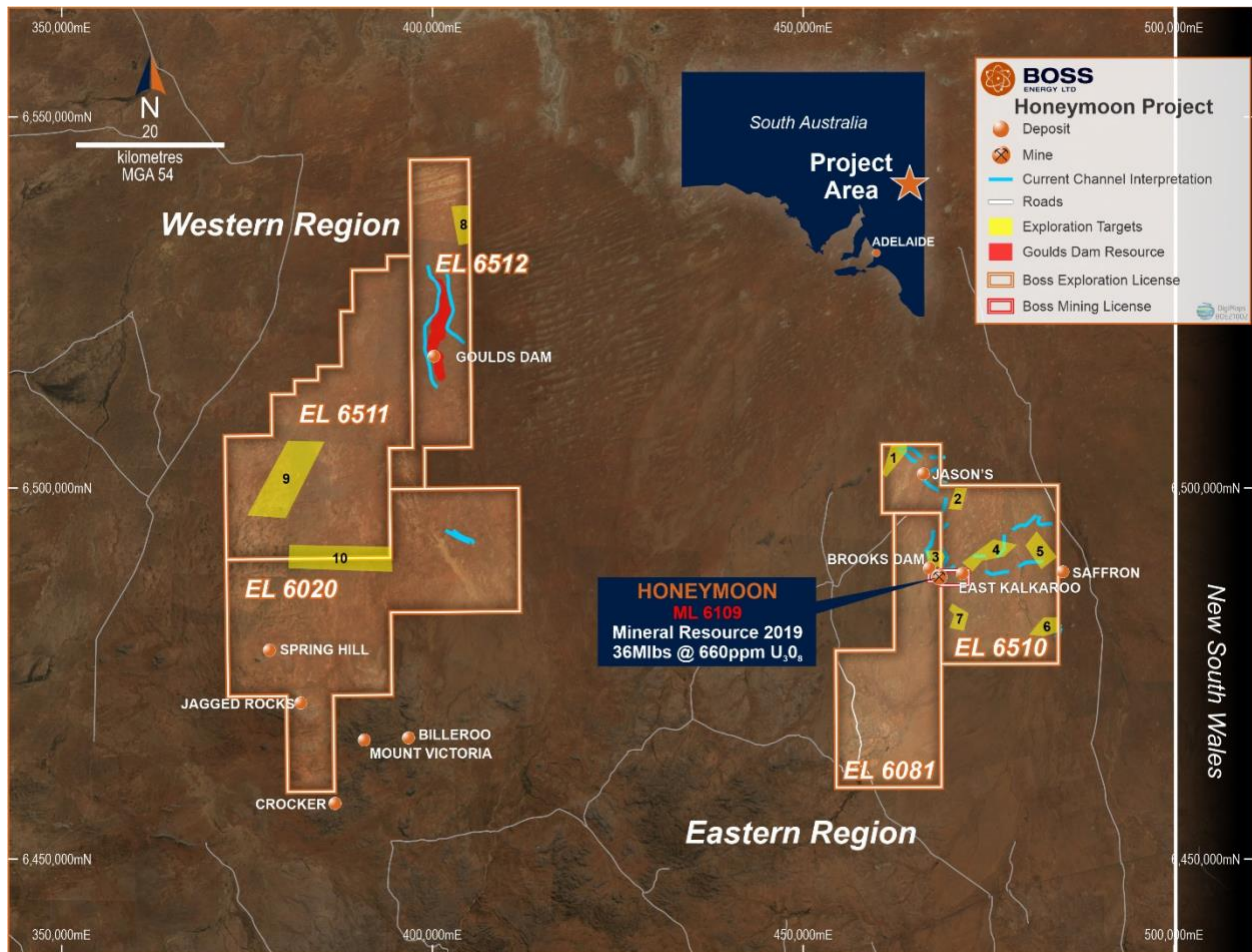 350,000mE
400,000mE
450,000mE
500,000mE
6,550,000mN
6,550,000mN
N
20
kilometres
MGA 54
South Australia
Project
Area
ADELAIDE
BOSS
ENERGY LTD
Honeymoon Project
Deposit
Mine
Current Channel Interpretation
Roads
Exploration Targets
Goulds Dam Resource
Boss Exploration License
Boss Mining License
DigiMaps
Western Region
8
EL 6512
GOULDS DAM
EL 6511
9
6,500,000mN
6,500,000mN
10
EL 6020
SPRING HILL
JAGGED ROCKS
BILLEROO
MOUNT VICTORIA
CROCKER
1
JASON'S
2
3
4
5
BROOKS DAM
EAST KALKAROO
SAFFRON
7
6
EL 6510
HONEYMOON
ML 6109
Mineral Resource 2019
36Mlbs @ 660ppm U₃0₈
EL 6081
Eastern Region
New South Wales
6,450,000mN
6,450,000mN
350,000mE
400,000mE
450,000mE
500,000mE